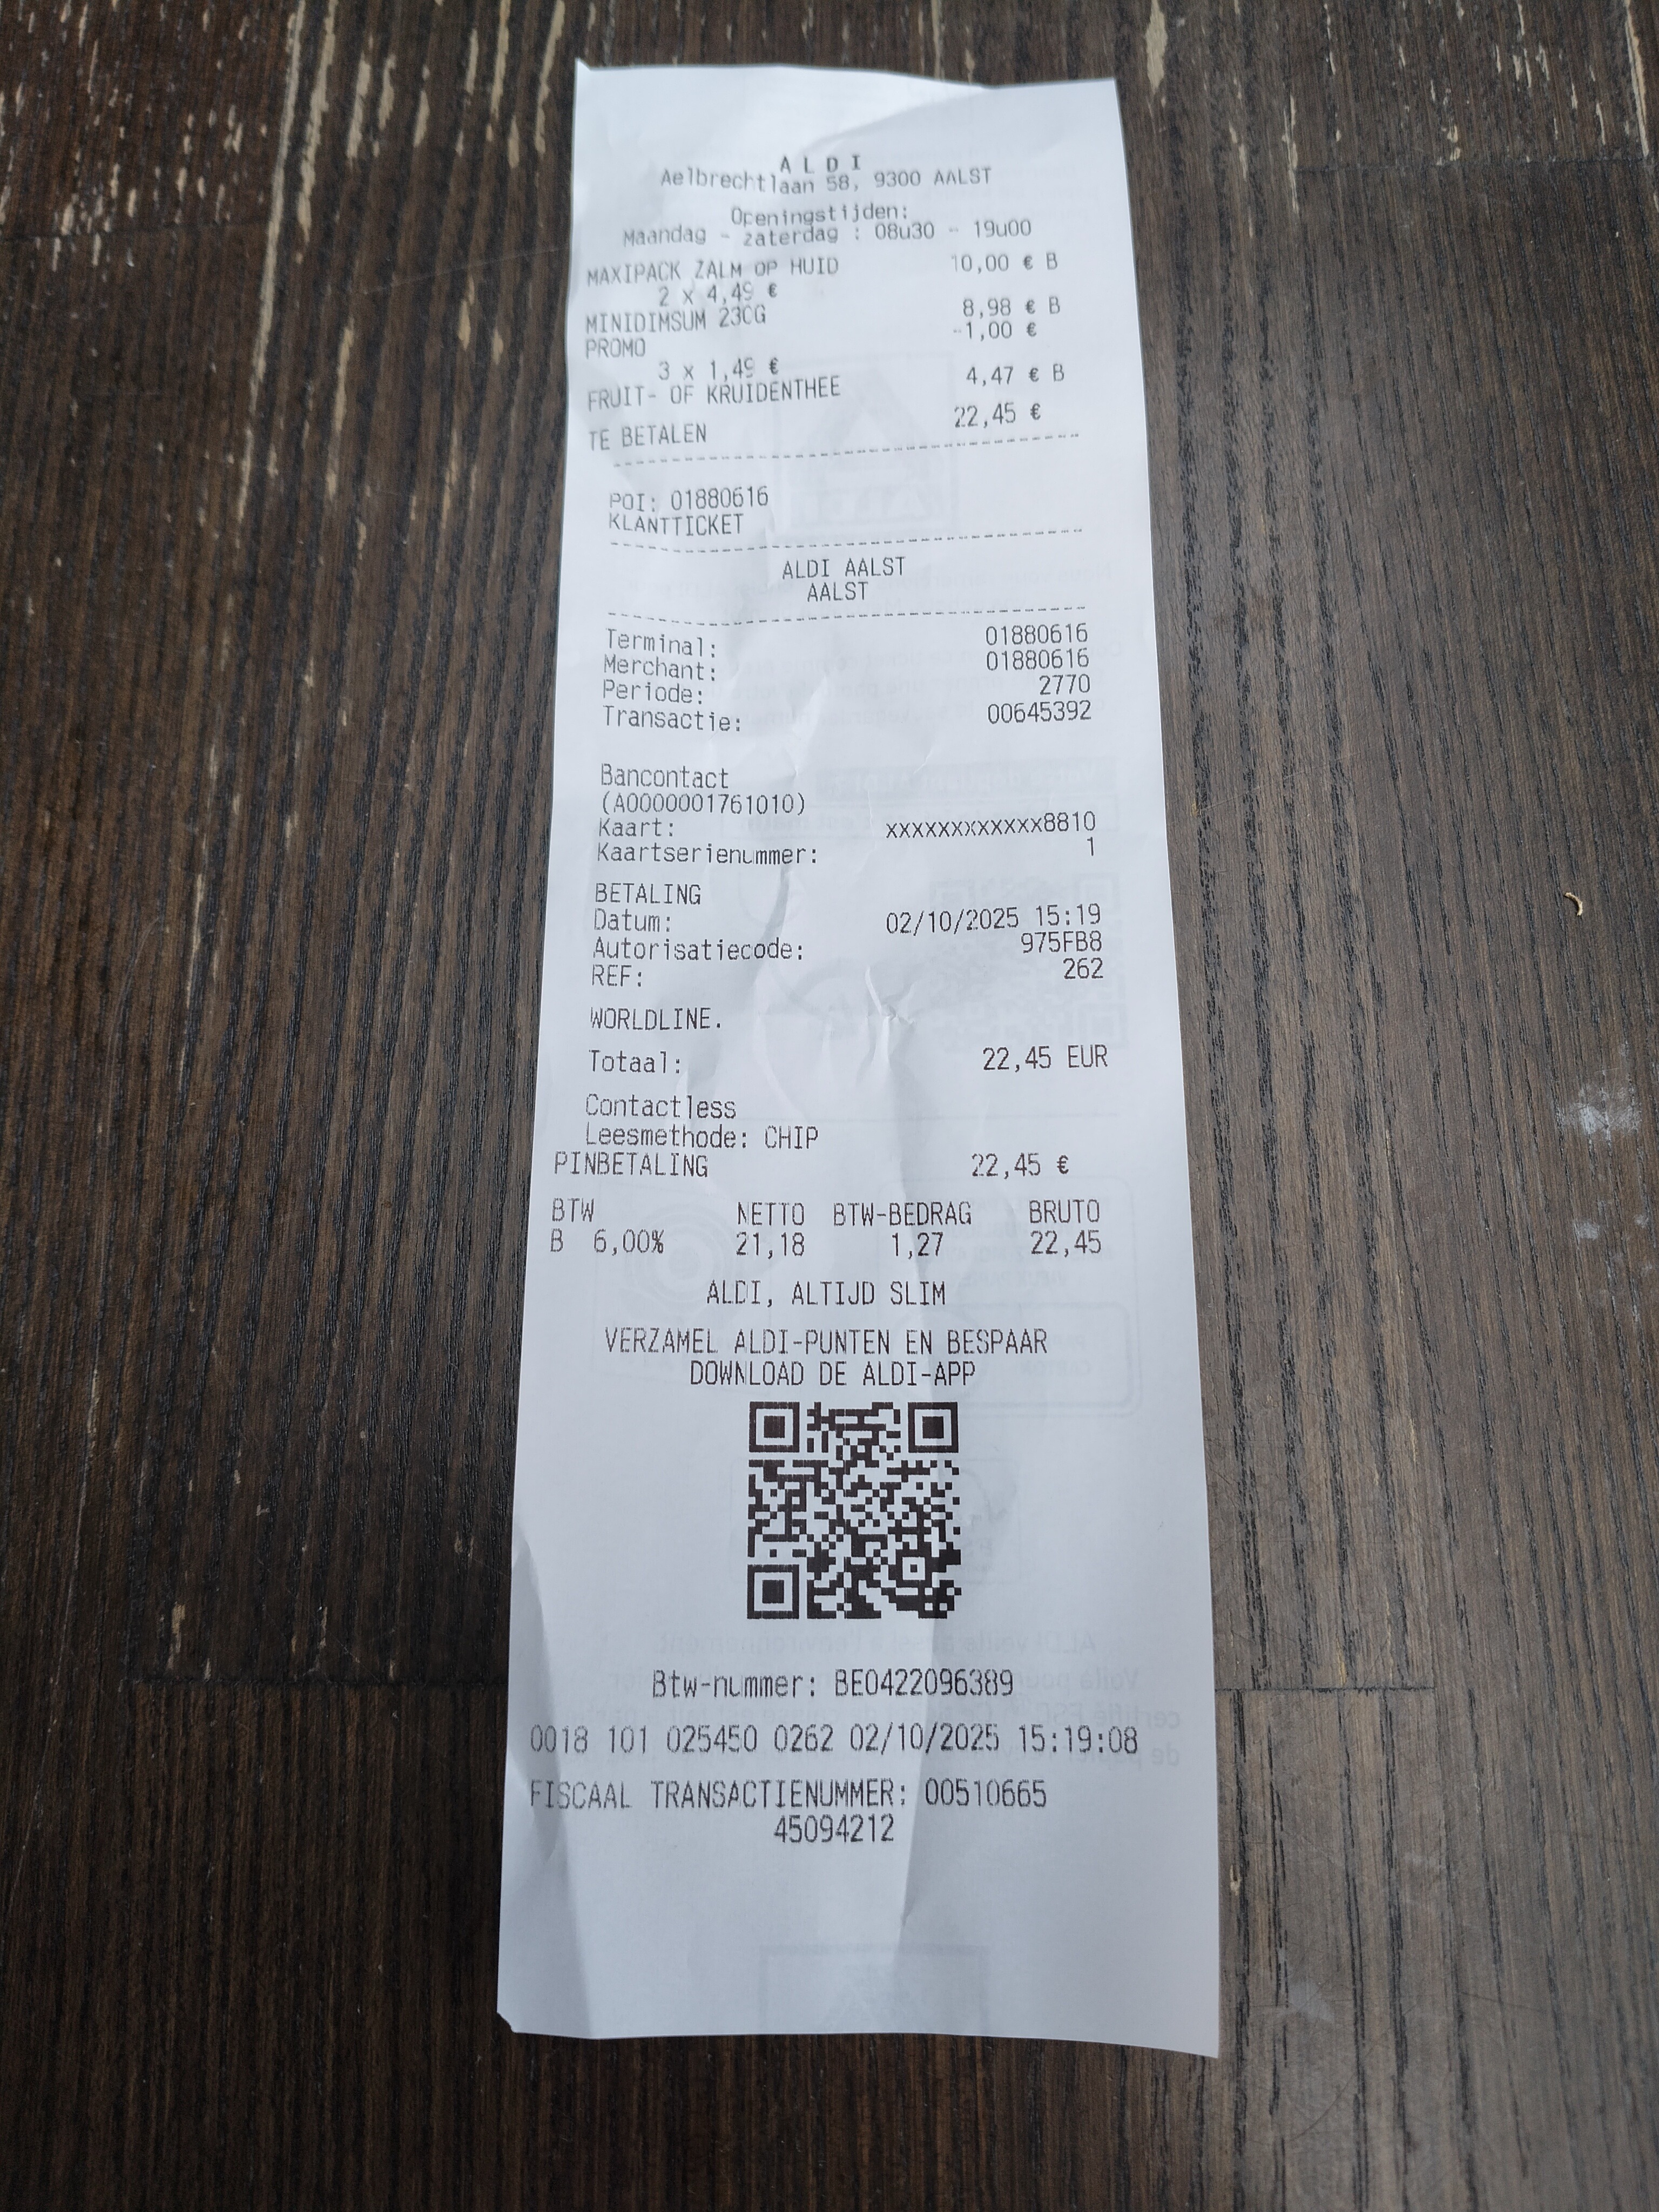 A L D I
Aelbrechtlaan 58, 9300 AALST
Openingstijden:
Maandag - zaterdag : 08u30 - 19u00
MAXIPACK ZALM OP HUID 10,00 € B
2 x 4,49 €
MINIDIMSUM 230G 8,98 € B
PROMO -1,00 €
3 x 1,49 €
FRUIT- OF KRUIDENTHEE 4,47 € B
TE BETALEN 22,45 €
POI: 01880616
KLANTTICKET
ALDI AALST
AALST
Terminal: 01880616
Merchant: 01880616
Periode: 2770
Transactie: 00645392
Bancontact
(A0000001761010)
Kaart: xxxxxxxxxxxxx8810
Kaartserienummer: 1
BETALING
Datum: 02/10/2025 15:19
Autorisatiecode: 975FB8
REF: 262
WORLDLINE.
Totaal: 22,45 EUR
Contactless
Leesmethode: CHIP
PINBETALING 22,45 €
BTW NETTO BTW-BEDRAG BRUTO
B 6,00% 21,18 1,27 22,45
ALDI, ALTIJD SLIM
VERZAMEL ALDI-PUNTEN EN BESPAAR
DOWNLOAD DE ALDI-APP
Btw-nummer: BE0422096389
0018 101 025450 0262 02/10/2025 15:19:08
FISCAAL TRANSACTIENUMMER: 00510665
45094212